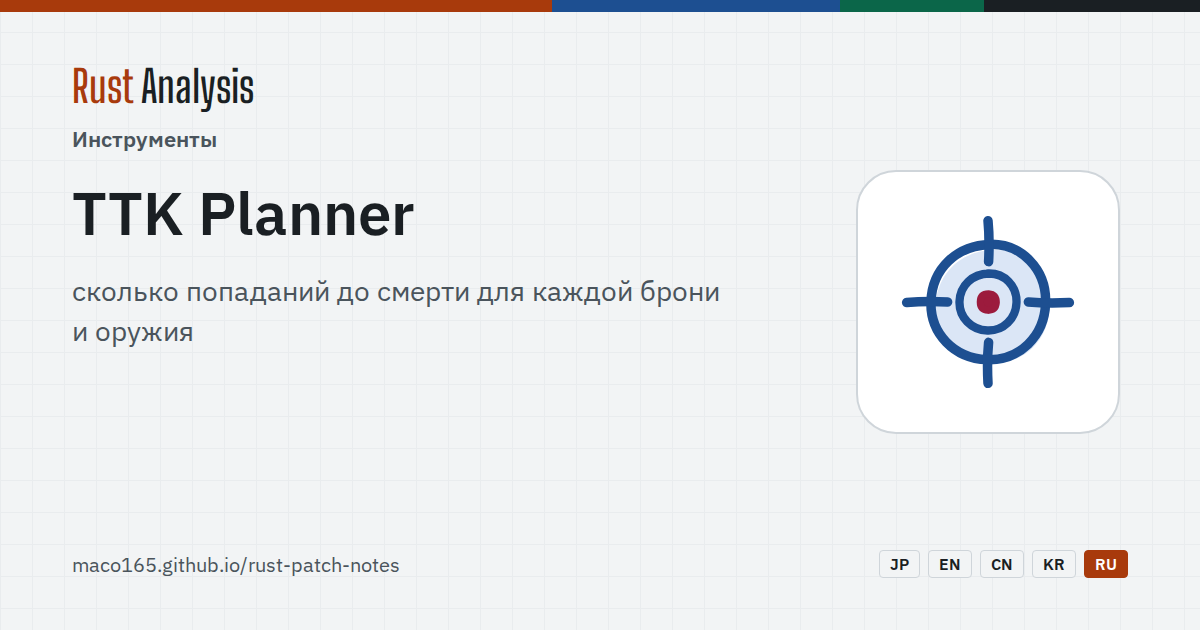 Rust Analysis
Инструменты
TTK Planner
сколько попаданий до смерти для каждой брони
и оружия
maco165.github.io/rust-patch-notes
JP EN CN KR RU